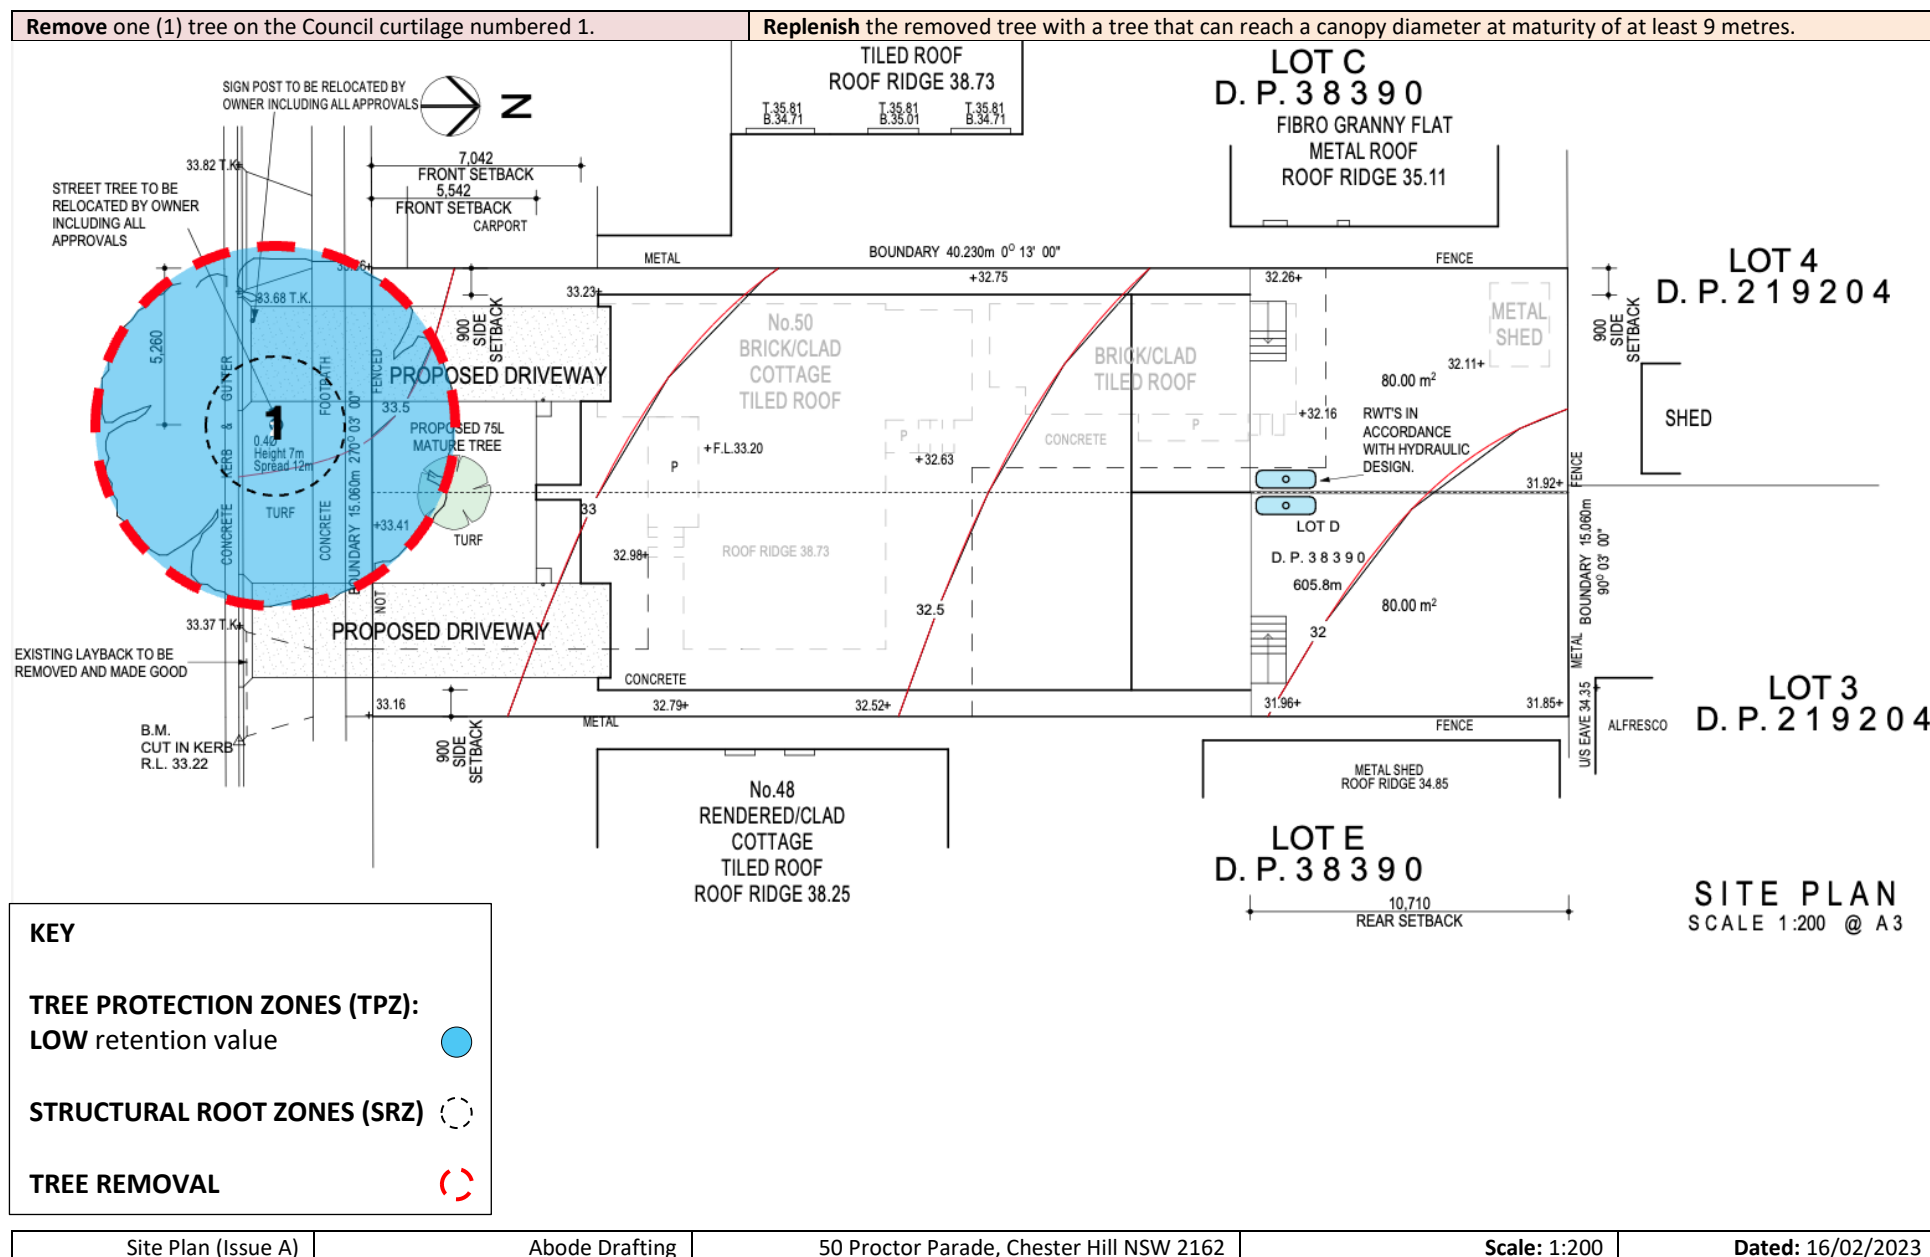 Remove one (1) tree on the Council curtilage numbered 1.
Replenish the removed tree with a tree that can reach a canopy diameter at maturity of at least 9 metres.
TILED ROOF
ROOF RIDGE 38.73
T.35.81
B.34.71
T.35.81
B.35.01
T.35.81
B.34.71
LOT C
D. P. 3 8 3 9 0
FIBRO GRANNY FLAT
METAL ROOF
ROOF RIDGE 35.11
SIGN POST TO BE RELOCATED BY
OWNER INCLUDING ALL APPROVALS
N
33.82 T.K
7,042
FRONT SETBACK
5,542
FRONT SETBACK
CARPORT
STREET TREE TO BE
RELOCATED BY OWNER
INCLUDING ALL
APPROVALS
METAL
BOUNDARY 40.230m 0° 13' 00"
FENCE
LOT 4
D. P. 2 1 9 2 0 4
33.68 T.K.
33.23+
+32.75
32.26+
900
SIDE
SETBACK
900
SIDE
SETBACK
5,260
No.50
BRICK/CLAD
COTTAGE
TILED ROOF
BRICK/CLAD
TILED ROOF
METAL
SHED
32.11+
80.00 m²
SHED
PROPOSED DRIVEWAY
KERB & GUTTER
FOOTPATH
FENCED
33.5
1
0.4Ø
Height 7m
Spread 12m
PROPOSED 75L
MATURE TREE
+F.L.33.20
P
P
+32.63
CONCRETE
P
+32.16
RWT'S IN
ACCORDANCE
WITH HYDRAULIC
DESIGN.
31.92+
FENCE
TURF
CONCRETE
CONCRETE
BOUNDARY 15.060m 270° 03' 00"
+33.41
TURF
33
32.98+
ROOF RIDGE 38.73
LOT D
D. P. 3 8 3 9 0
605.8m
80.00 m²
32.5
32
METAL
BOUNDARY 15.060m
90° 03' 00"
NOT
33.37 T.K
PROPOSED DRIVEWAY
EXISTING LAYBACK TO BE
REMOVED AND MADE GOOD
CONCRETE
33.16
32.79+
32.52+
31.96+
31.85+
METAL
FENCE
U/S EAVE 34.35
ALFRESCO
LOT 3
D. P. 2 1 9 2 0 4
B.M.
CUT IN KERB
R.L. 33.22
900
SIDE
SETBACK
No.48
RENDERED/CLAD
COTTAGE
TILED ROOF
ROOF RIDGE 38.25
METAL SHED
ROOF RIDGE 34.85
LOT E
D. P. 3 8 3 9 0
10,710
REAR SETBACK
SITE PLAN
SCALE 1:200 @ A3
KEY
TREE PROTECTION ZONES (TPZ):
LOW retention value
STRUCTURAL ROOT ZONES (SRZ)
TREE REMOVAL
Site Plan (Issue A)
Abode Drafting
50 Proctor Parade, Chester Hill NSW 2162
Scale: 1:200
Dated: 16/02/2023